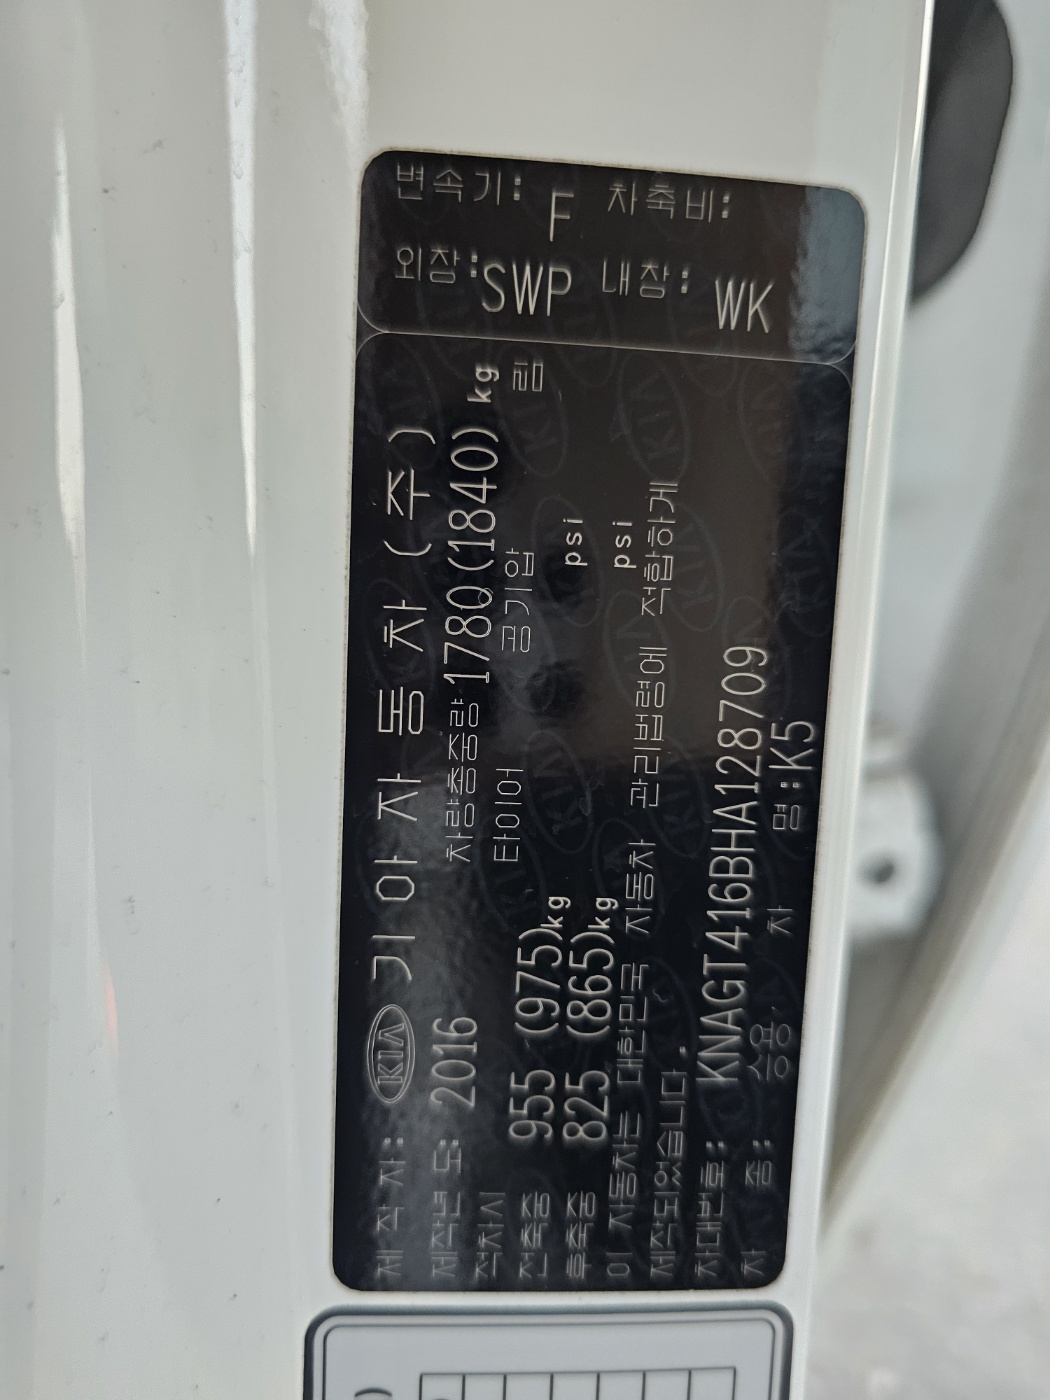 변속기: F 차축비:
외장: SWP 내장: WK
제 작 자: KIA 기아자동차(주)
제작년 도: 2016 차량총중량 1780(1840) kg
적차시 타이어 공기압 림
전축중 955 (975)kg psi
후축중 825 (865)kg psi
이 자동차는 대한민국 자동차 관리법령에 적합하게
제작되었습니다.
차대번호: KNAGT416BHA128709
차 종: 승용 차 명:K5